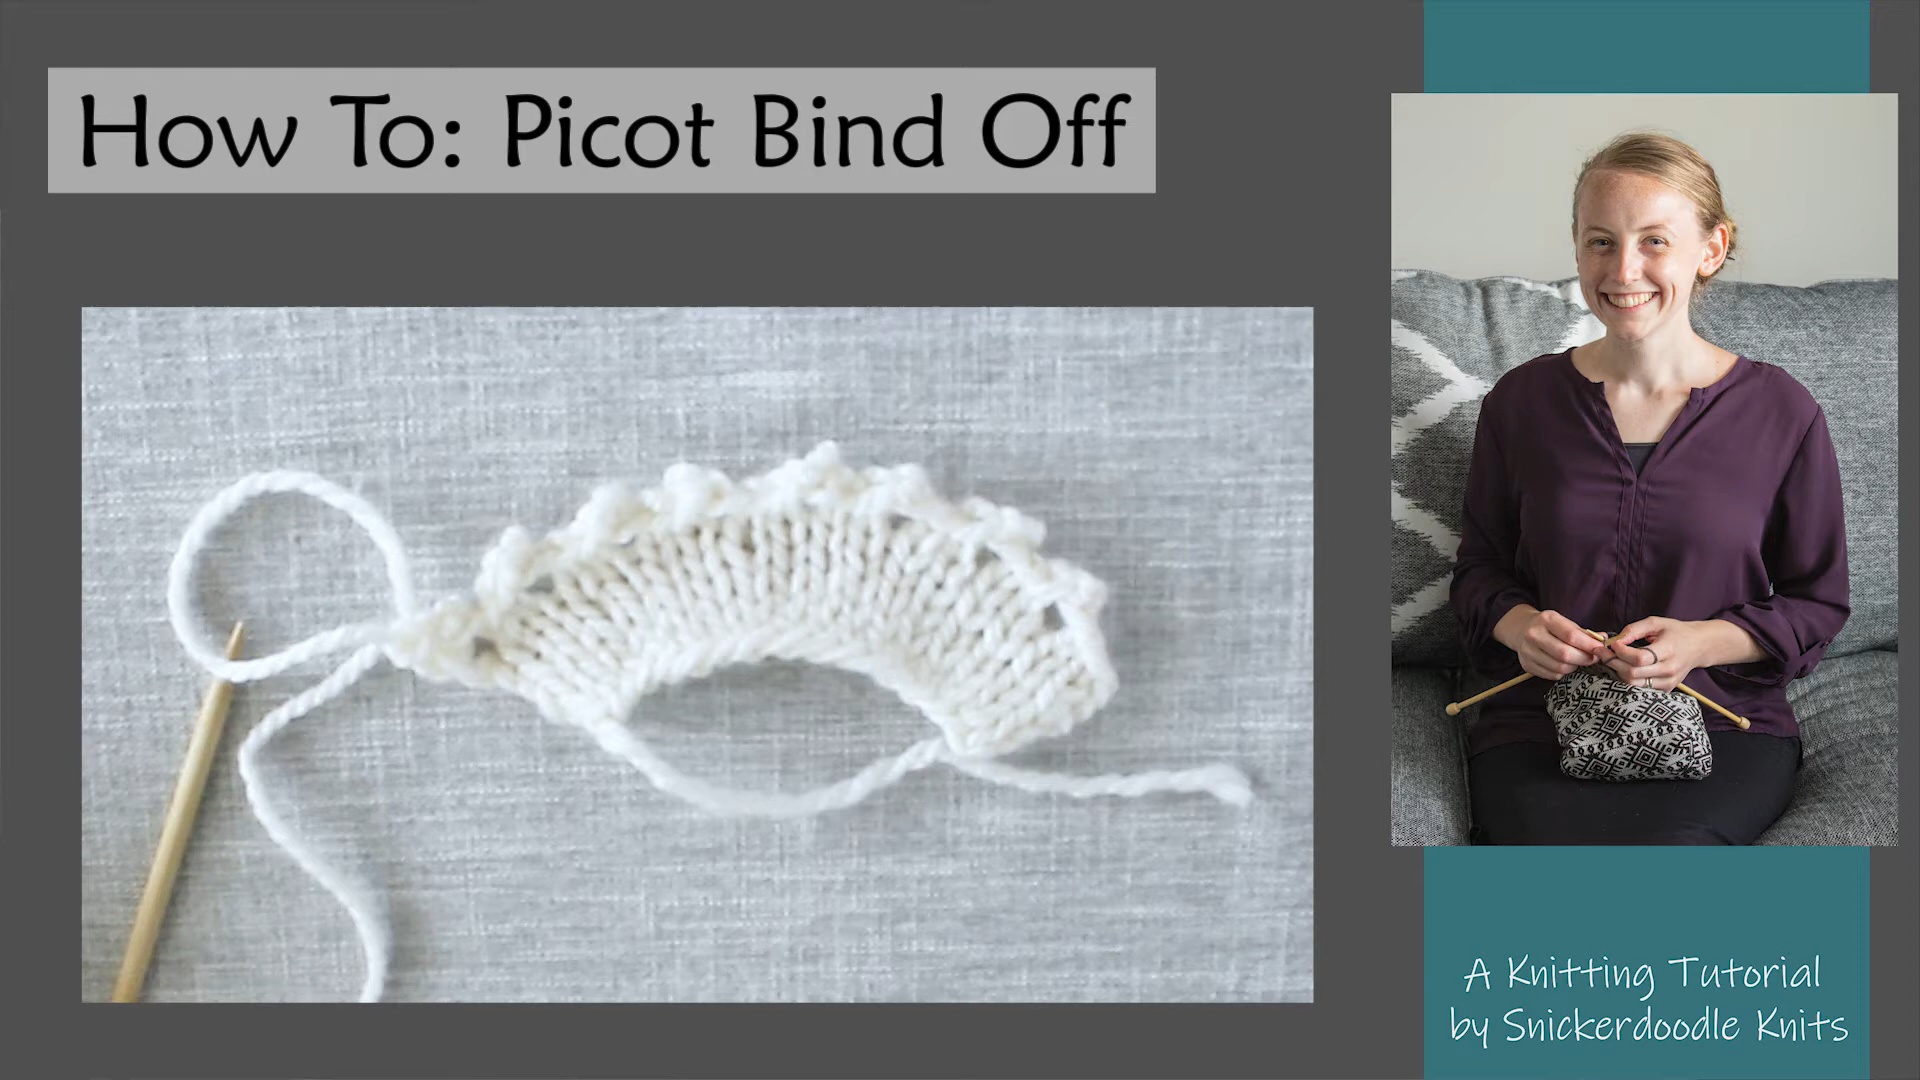 How To: Picot Bind Off
A Knitting Tutorial
by Snickerdoodle Knits